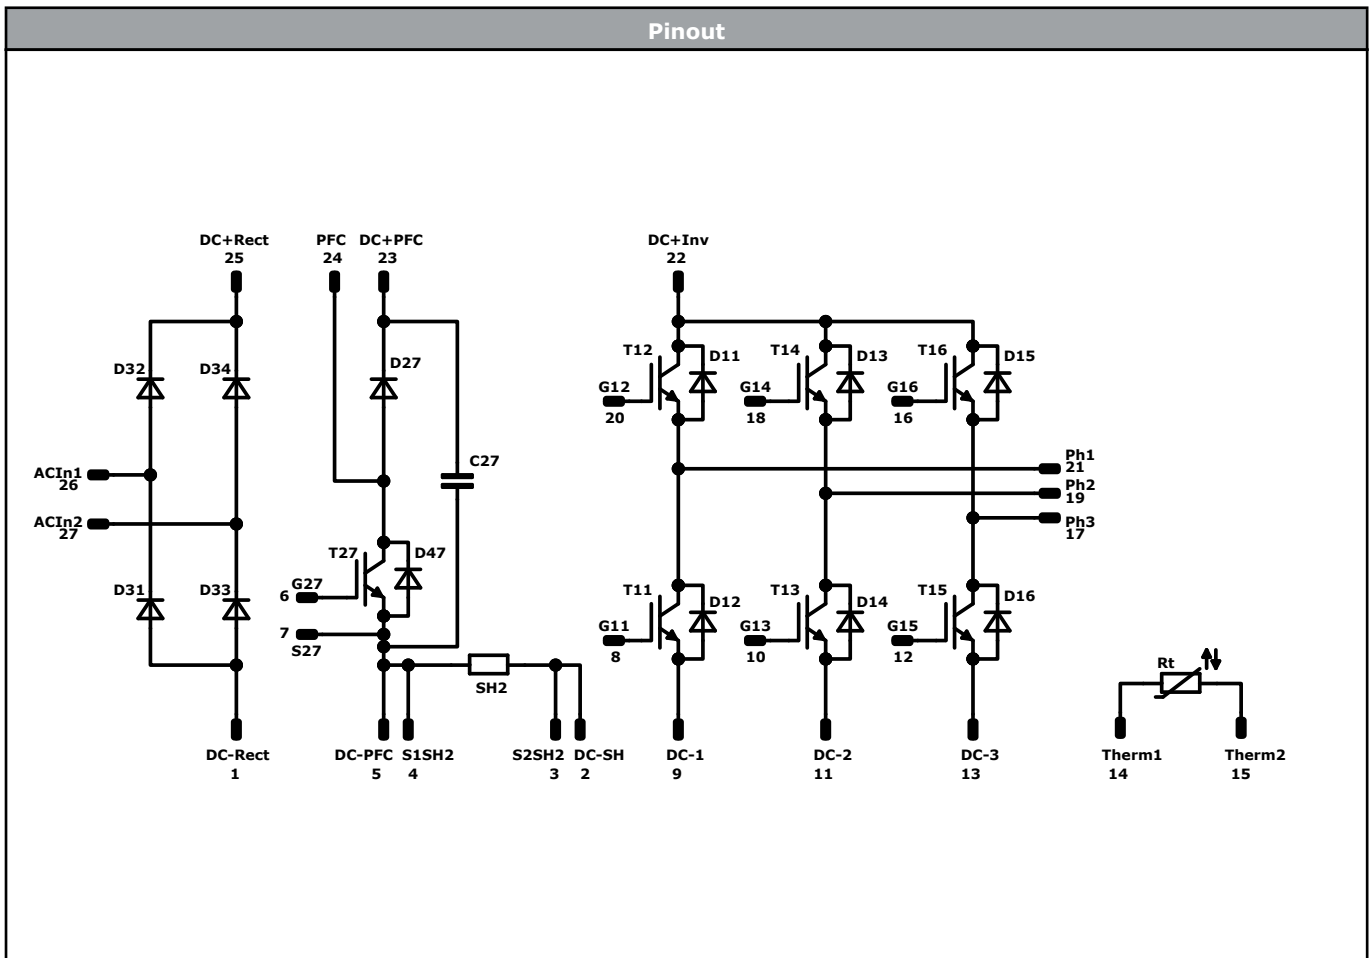 Pinout
DC+Rect PFC DC+PFC DC+Inv
25 24 23 22
D32 D34 D27 T12 D11 T14 D13 T16 D15
G12 G14 G16
20 18 16
ACIn1 C27 Ph1
26 21
Ph2
19
ACIn2 Ph3
27 17
T27 D47
D31 D33 G27 T11 D12 T13 D14 T15 D16
6
G11 G13 G15
7 8 10 12
S27
SH2 Rt
DC-Rect DC-PFC S1SH2 S2SH2 DC-SH DC-1 DC-2 DC-3 Therm1 Therm2
1 5 4 3 2 9 11 13 14 15